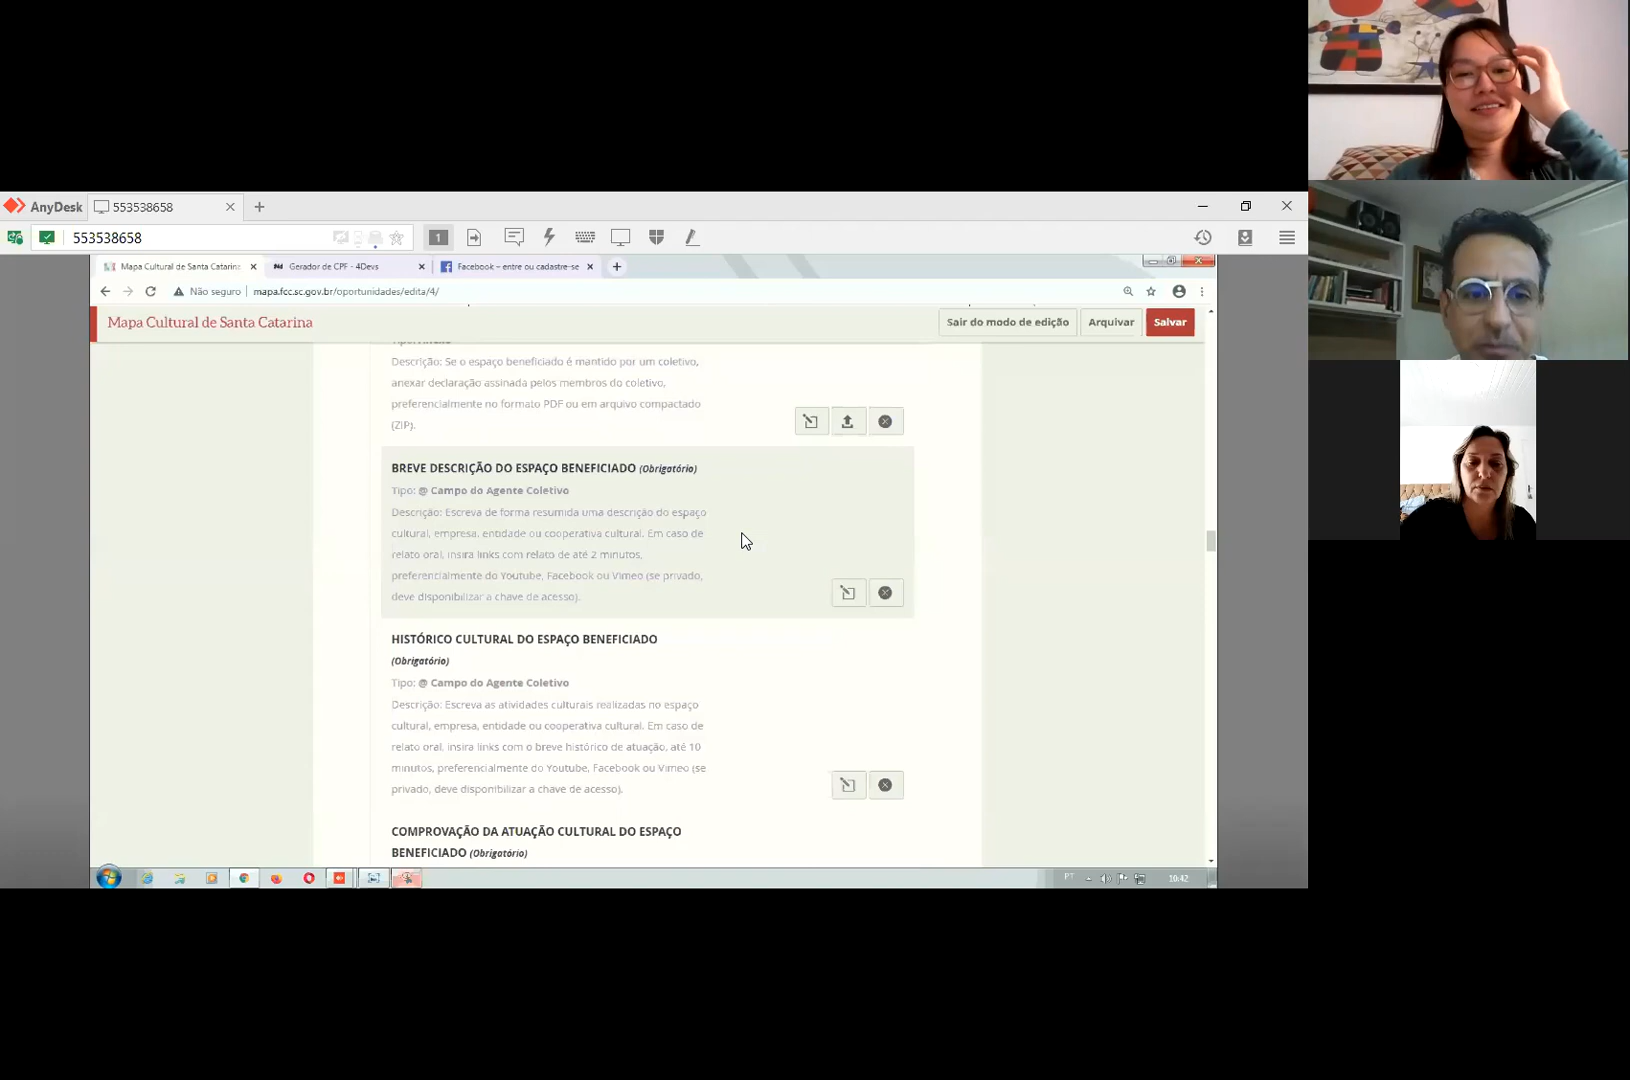 AnyDesk
553538658
553538658
1
Mapa Cultural de Santa Catarina
Gerador de CPF - 4Devs
Facebook – entre ou cadastre-se
Não seguro
mapa.fcc.sc.gov.br/oportunidades/edita/4/
Mapa Cultural de Santa Catarina
Sair do modo de edição
Arquivar
Salvar
Descrição: Se o espaço beneficiado é mantido por um coletivo,
anexar declaração assinada pelos membros do coletivo,
preferencialmente no formato PDF ou em arquivo compactado
(ZIP).
BREVE DESCRIÇÃO DO ESPAÇO BENEFICIADO (Obrigatório)
Tipo: @ Campo do Agente Coletivo
Descrição: Escreva de forma resumida uma descrição do espaço
cultural, empresa, entidade ou cooperativa cultural. Em caso de
relato oral, insira links com relato de até 2 minutos,
preferencialmente do Youtube, Facebook ou Vimeo (se privado,
deve disponibilizar a chave de acesso).
HISTÓRICO CULTURAL DO ESPAÇO BENEFICIADO
(Obrigatório)
Tipo: @ Campo do Agente Coletivo
Descrição: Escreva as atividades culturais realizadas no espaço
cultural, empresa, entidade ou cooperativa cultural. Em caso de
relato oral, insira links com o breve histórico de atuação, até 10
minutos, preferencialmente do Youtube, Facebook ou Vimeo (se
privado, deve disponibilizar a chave de acesso).
COMPROVAÇÃO DA ATUAÇÃO CULTURAL DO ESPAÇO
BENEFICIADO (Obrigatório)
PT
10:42